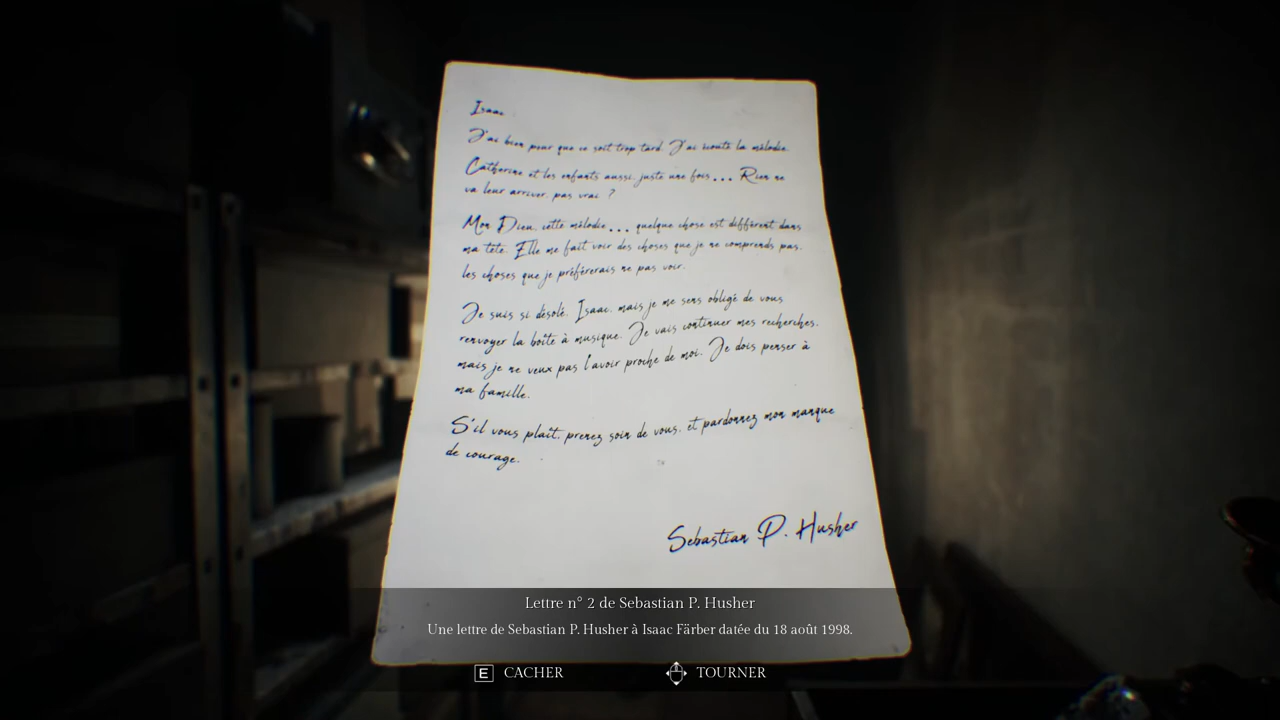 Isaac,
J'ai bien peur que ce soit trop tard. J'ai écouté la mélodie.
Catherine et les enfants aussi, juste une fois... Rien ne
va leur arriver, pas vrai ?
Mon Dieu, cette mélodie... quelque chose est différent dans
ma tête. Elle me fait voir des choses que je ne comprends pas,
les choses que je préférerais ne pas voir.
Je suis si désolé, Isaac, mais je me sens obligé de vous
renvoyer la boîte à musique. Je vais continuer mes recherches,
mais je ne veux pas l'avoir proche de moi. Je dois penser à
ma famille.
S'il vous plaît, prenez soin de vous, et pardonnez mon manque
de courage.
Sebastian P. Husher
Lettre n° 2 de Sebastian P. Husher
Une lettre de Sebastian P. Husher à Isaac Färber datée du 18 août 1998.
E CACHER TOURNER